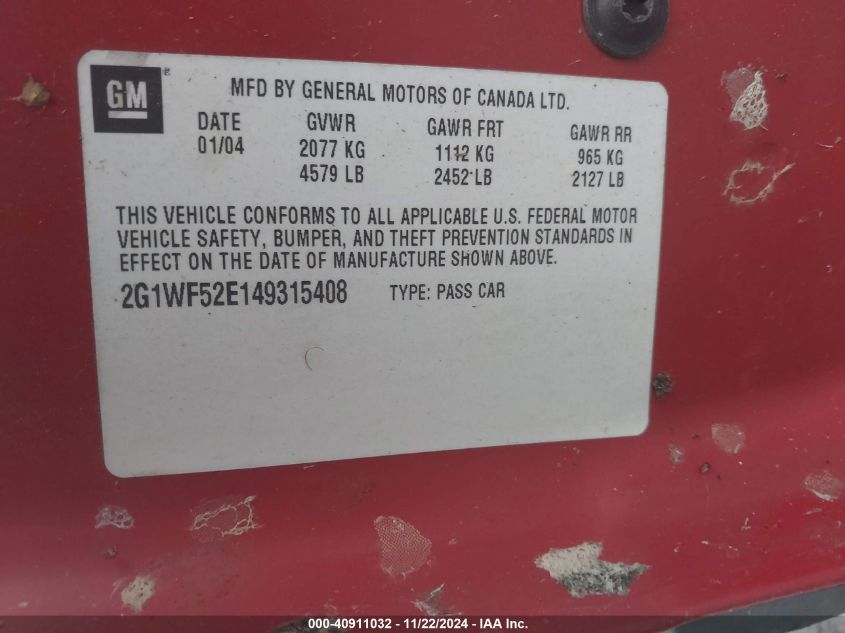 GM®
MFD BY GENERAL MOTORS OF CANADA LTD.
DATE GVWR GAWR FRT GAWR RR
01/04 2077 KG 1112 KG 965 KG
4579 LB 2452 LB 2127 LB
THIS VEHICLE CONFORMS TO ALL APPLICABLE U.S. FEDERAL MOTOR
VEHICLE SAFETY, BUMPER, AND THEFT PREVENTION STANDARDS IN
EFFECT ON THE DATE OF MANUFACTURE SHOWN ABOVE.
2G1WF52E149315408 TYPE: PASS CAR
000-40911032 - 11/22/2024 - IAA Inc.